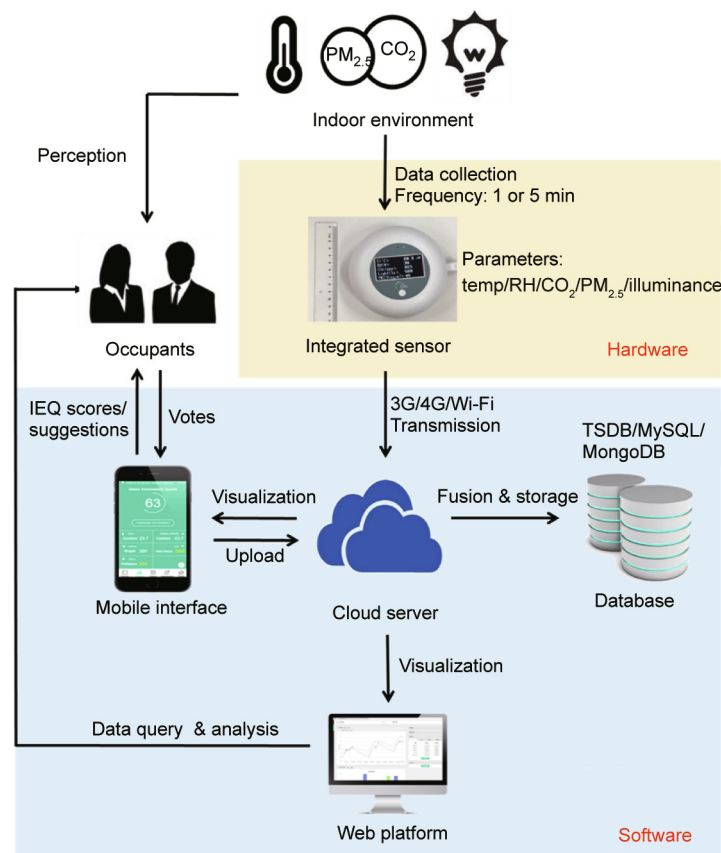 PM2.5
CO2
Indoor environment
Perception
Data collection
Frequency: 1 or 5 min
Parameters:
temp/RH/CO2/PM2.5/illuminance
Occupants
Integrated sensor
Hardware
IEQ scores/
suggestions
Votes
3G/4G/Wi-Fi
Transmission
TSDB/MySQL/
MongoDB
63
Visualization
Fusion & storage
Upload
Mobile interface
Cloud server
Database
Visualization
Data query & analysis
Web platform
Software